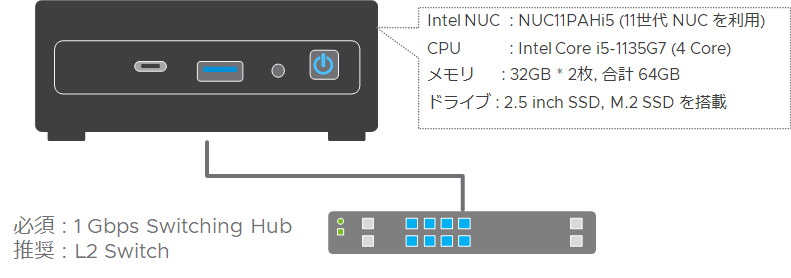 Intel NUC : NUC11PAHi5 (11世代 NUC を利用)
CPU : Intel Core i5-1135G7 (4 Core)
メモリ : 32GB * 2枚, 合計 64GB
ドライブ : 2.5 inch SSD, M.2 SSD を搭載
必須 : 1 Gbps Switching Hub
推奨 : L2 Switch